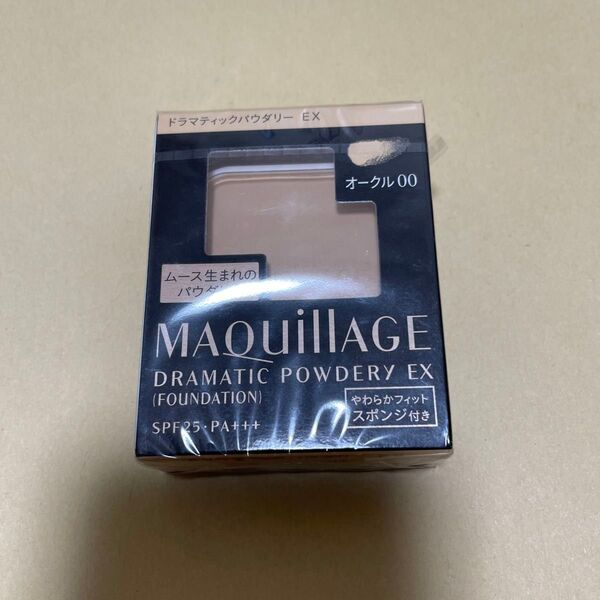 ドラマティックパウダリー EX
オークル00
ムース生まれの
MAQuillAGE
DRAMATIC POWDERY EX
(FOUNDATION)
SPF25・PA+++
やわらかフィット
スポンジ付き